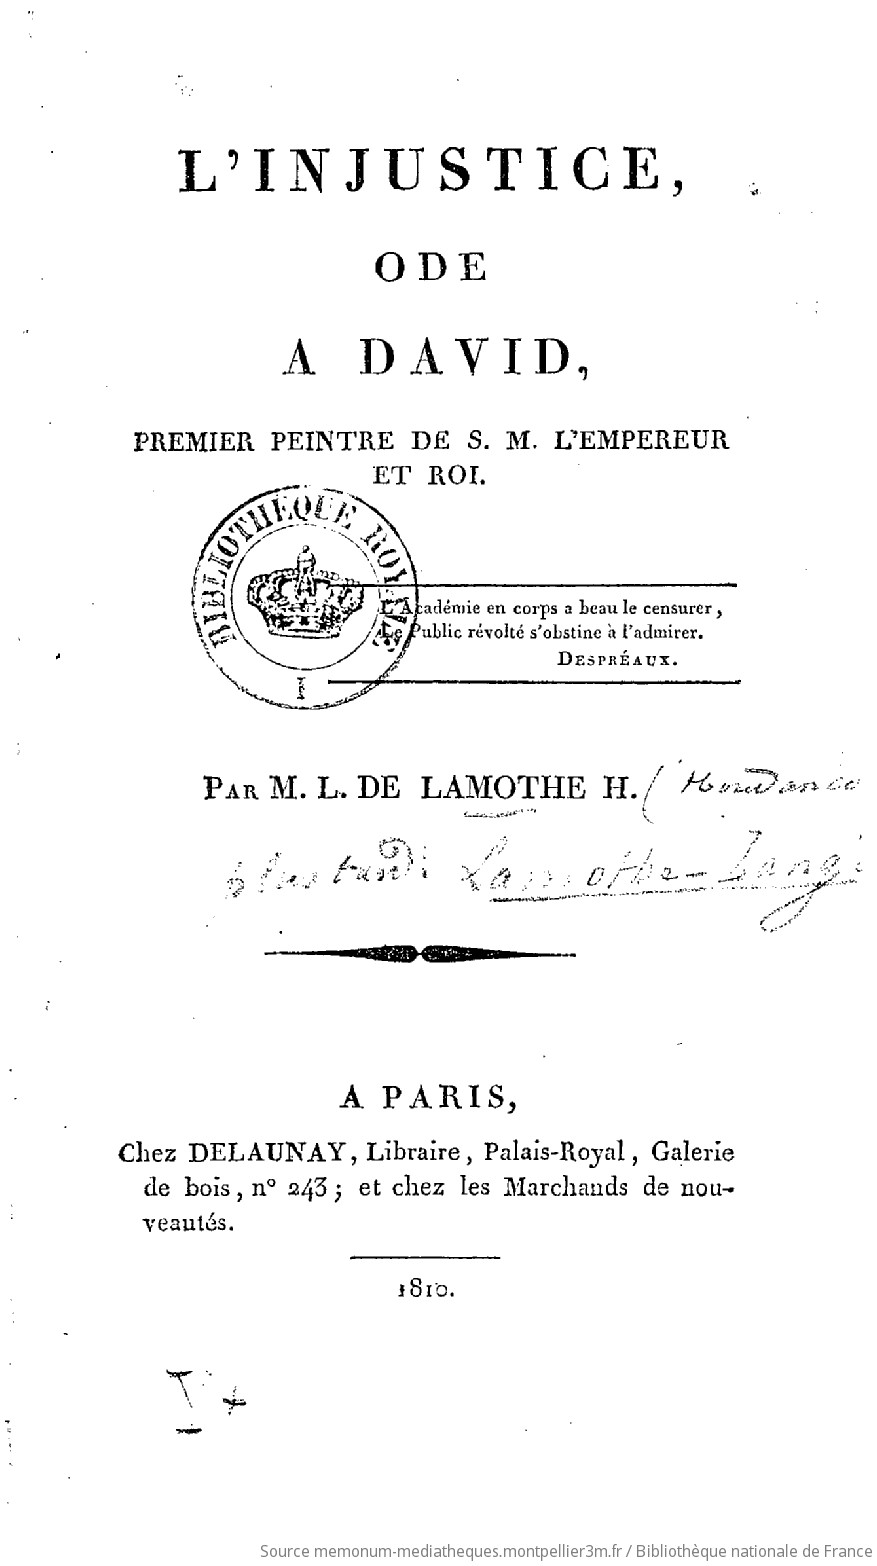 L'INJUSTICE,
ODE
A DAVID,
PREMIER PEINTRE DE S. M. L'EMPEREUR
ET ROI.
BIBLIOTHEQUE ROYALE
I
L'Académie en corps a beau le censurer,
Le Public révolté s'obstine à l'admirer.
DESPRÉAUX.
PAR M. L. DE LAMOTHE H.
Lamothe-Lang
A PARIS,
Chez DELAUNAY, Libraire, Palais-Royal, Galerie
de bois, n° 243; et chez les Marchands de nou-
veautés.
1810.
Source memonum-mediatheques.montpellier3m.fr / Bibliothèque nationale de France